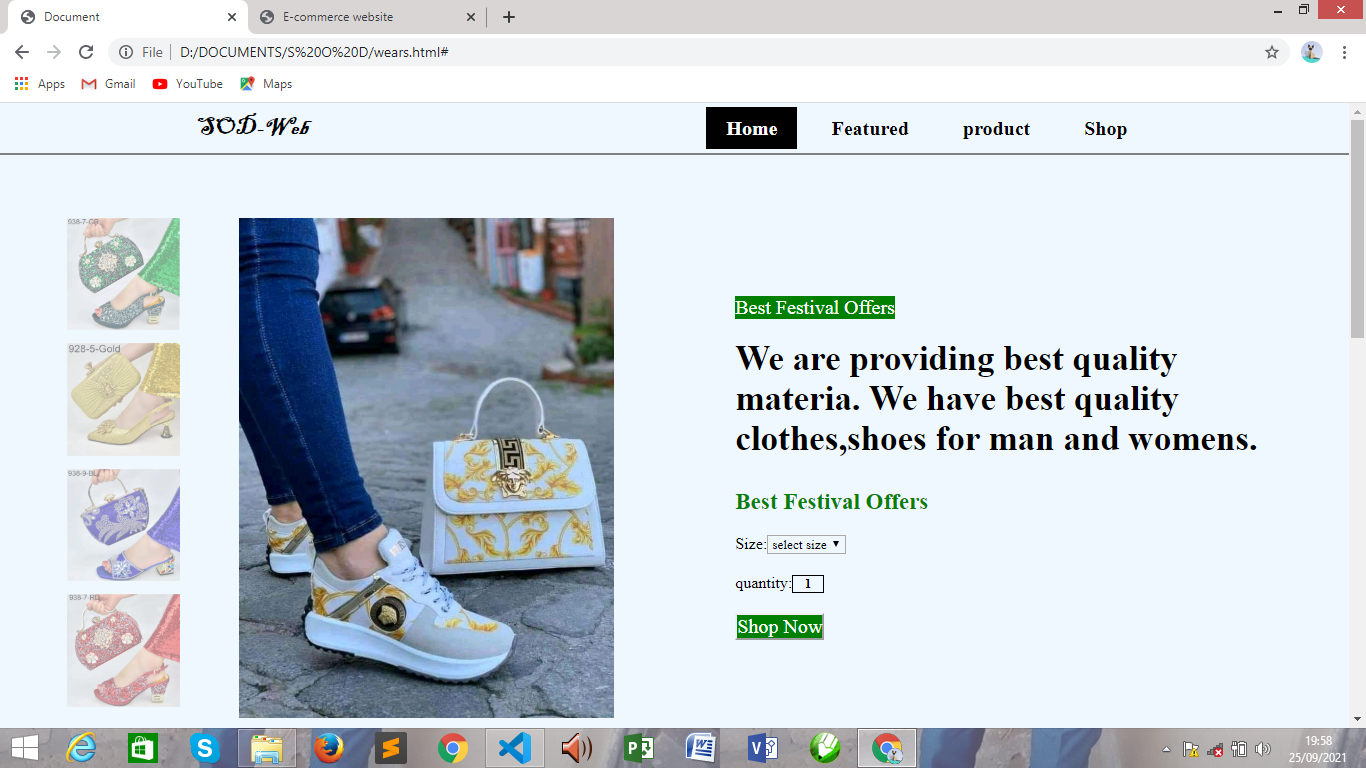 Document
E-commerce website
File
D:/DOCUMENTS/S%20O%20D/wears.html#
Apps
Gmail
YouTube
Maps
SOD-Web
Home
Featured
product
Shop
938-7-CG
928-5-Gold
938-9-BL
938-7-RD
Best Festival Offers
We are providing best quality
materia. We have best quality
clothes,shoes for man and womens.
Best Festival Offers
Size: select size
quantity: 1
Shop Now
19:58
25/09/2021